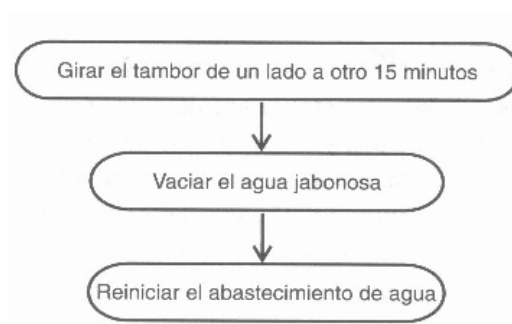 Girar el tambor de un lado a otro 15 minutos
Vaciar el agua jabonosa
Reiniciar el abastecimiento de agua